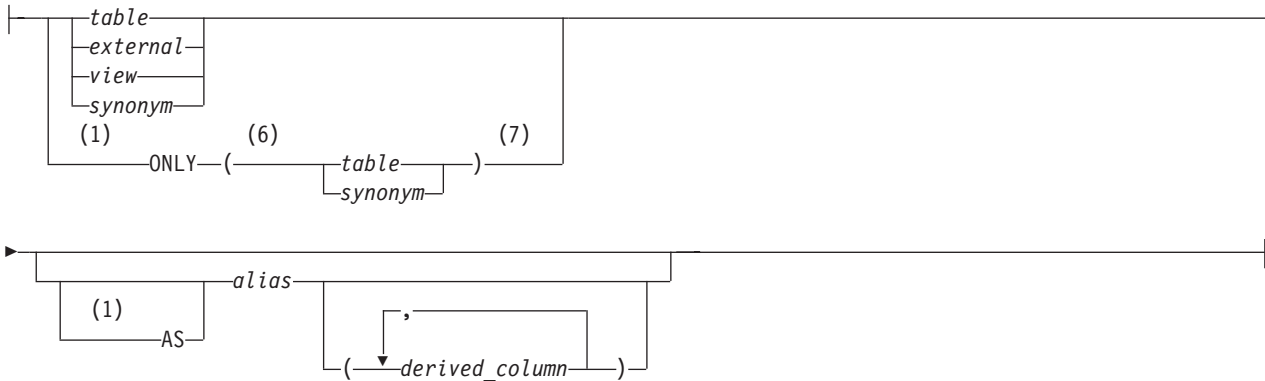 table
external
view
synonym
(1) (6) (7)
ONLY ( table )
synonym
alias
(1) ,
AS
( derived_column )